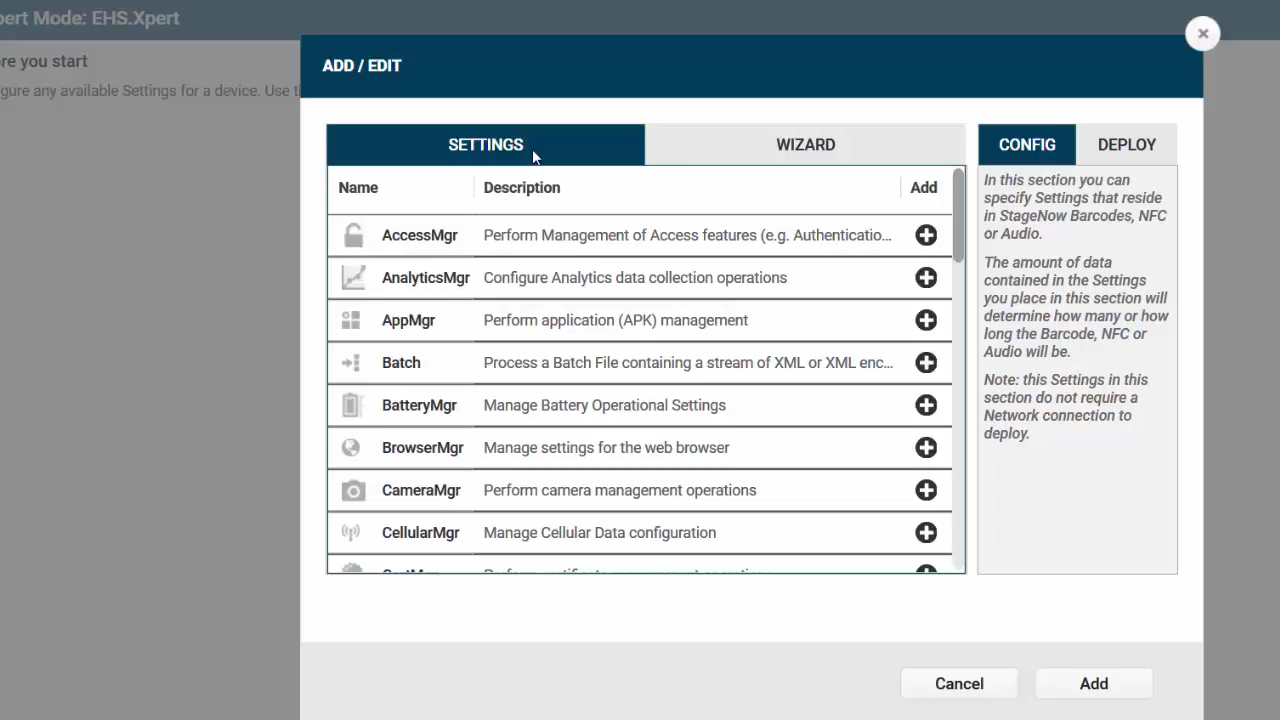 pert Mode: EHS.Xpert
re you start
gure any available Settings for a device. Use t
ADD / EDIT
SETTINGS
WIZARD
Name
Description
Add
AccessMgr
Perform Management of Access features (e.g. Authenticatio...
AnalyticsMgr
Configure Analytics data collection operations
AppMgr
Perform application (APK) management
Batch
Process a Batch File containing a stream of XML or XML enc...
BatteryMgr
Manage Battery Operational Settings
BrowserMgr
Manage settings for the web browser
CameraMgr
Perform camera management operations
CellularMgr
Manage Cellular Data configuration
CONFIG
DEPLOY
In this section you can
specify Settings that reside
in StageNow Barcodes, NFC
or Audio.
The amount of data
contained in the Settings
you place in this section will
determine how many or how
long the Barcode, NFC or
Audio will be.
Note: this Settings in this
section do not require a
Network connection to
deploy.
Cancel
Add